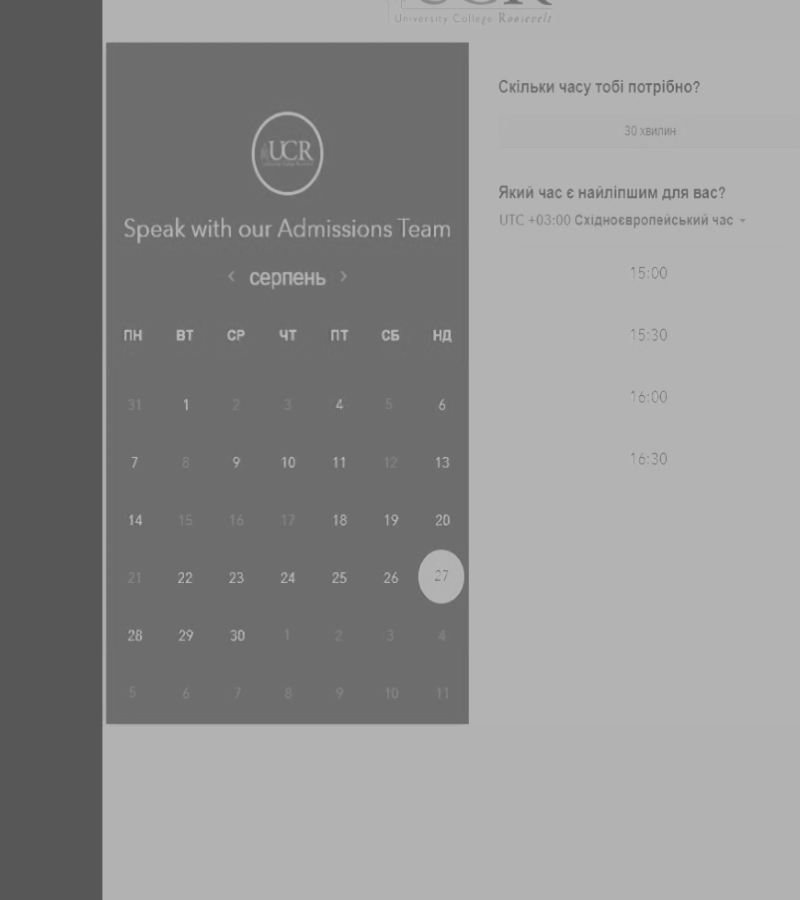 UCR
University College Roosevelt
UCR
Speak with our Admissions Team
< серпень >
ПН ВТ СР ЧТ ПТ СБ НД
31 1 2 3 4 5 6
7 8 9 10 11 12 13
14 15 16 17 18 19 20
21 22 23 24 25 26 27
28 29 30 1 2 3 4
5 6 7 8 9 10 11
Скільки часу тобі потрібно?
30 хвилин
Який час є найліпшим для вас?
UTC +03:00 Східноєвропейський час
15:00
15:30
16:00
16:30